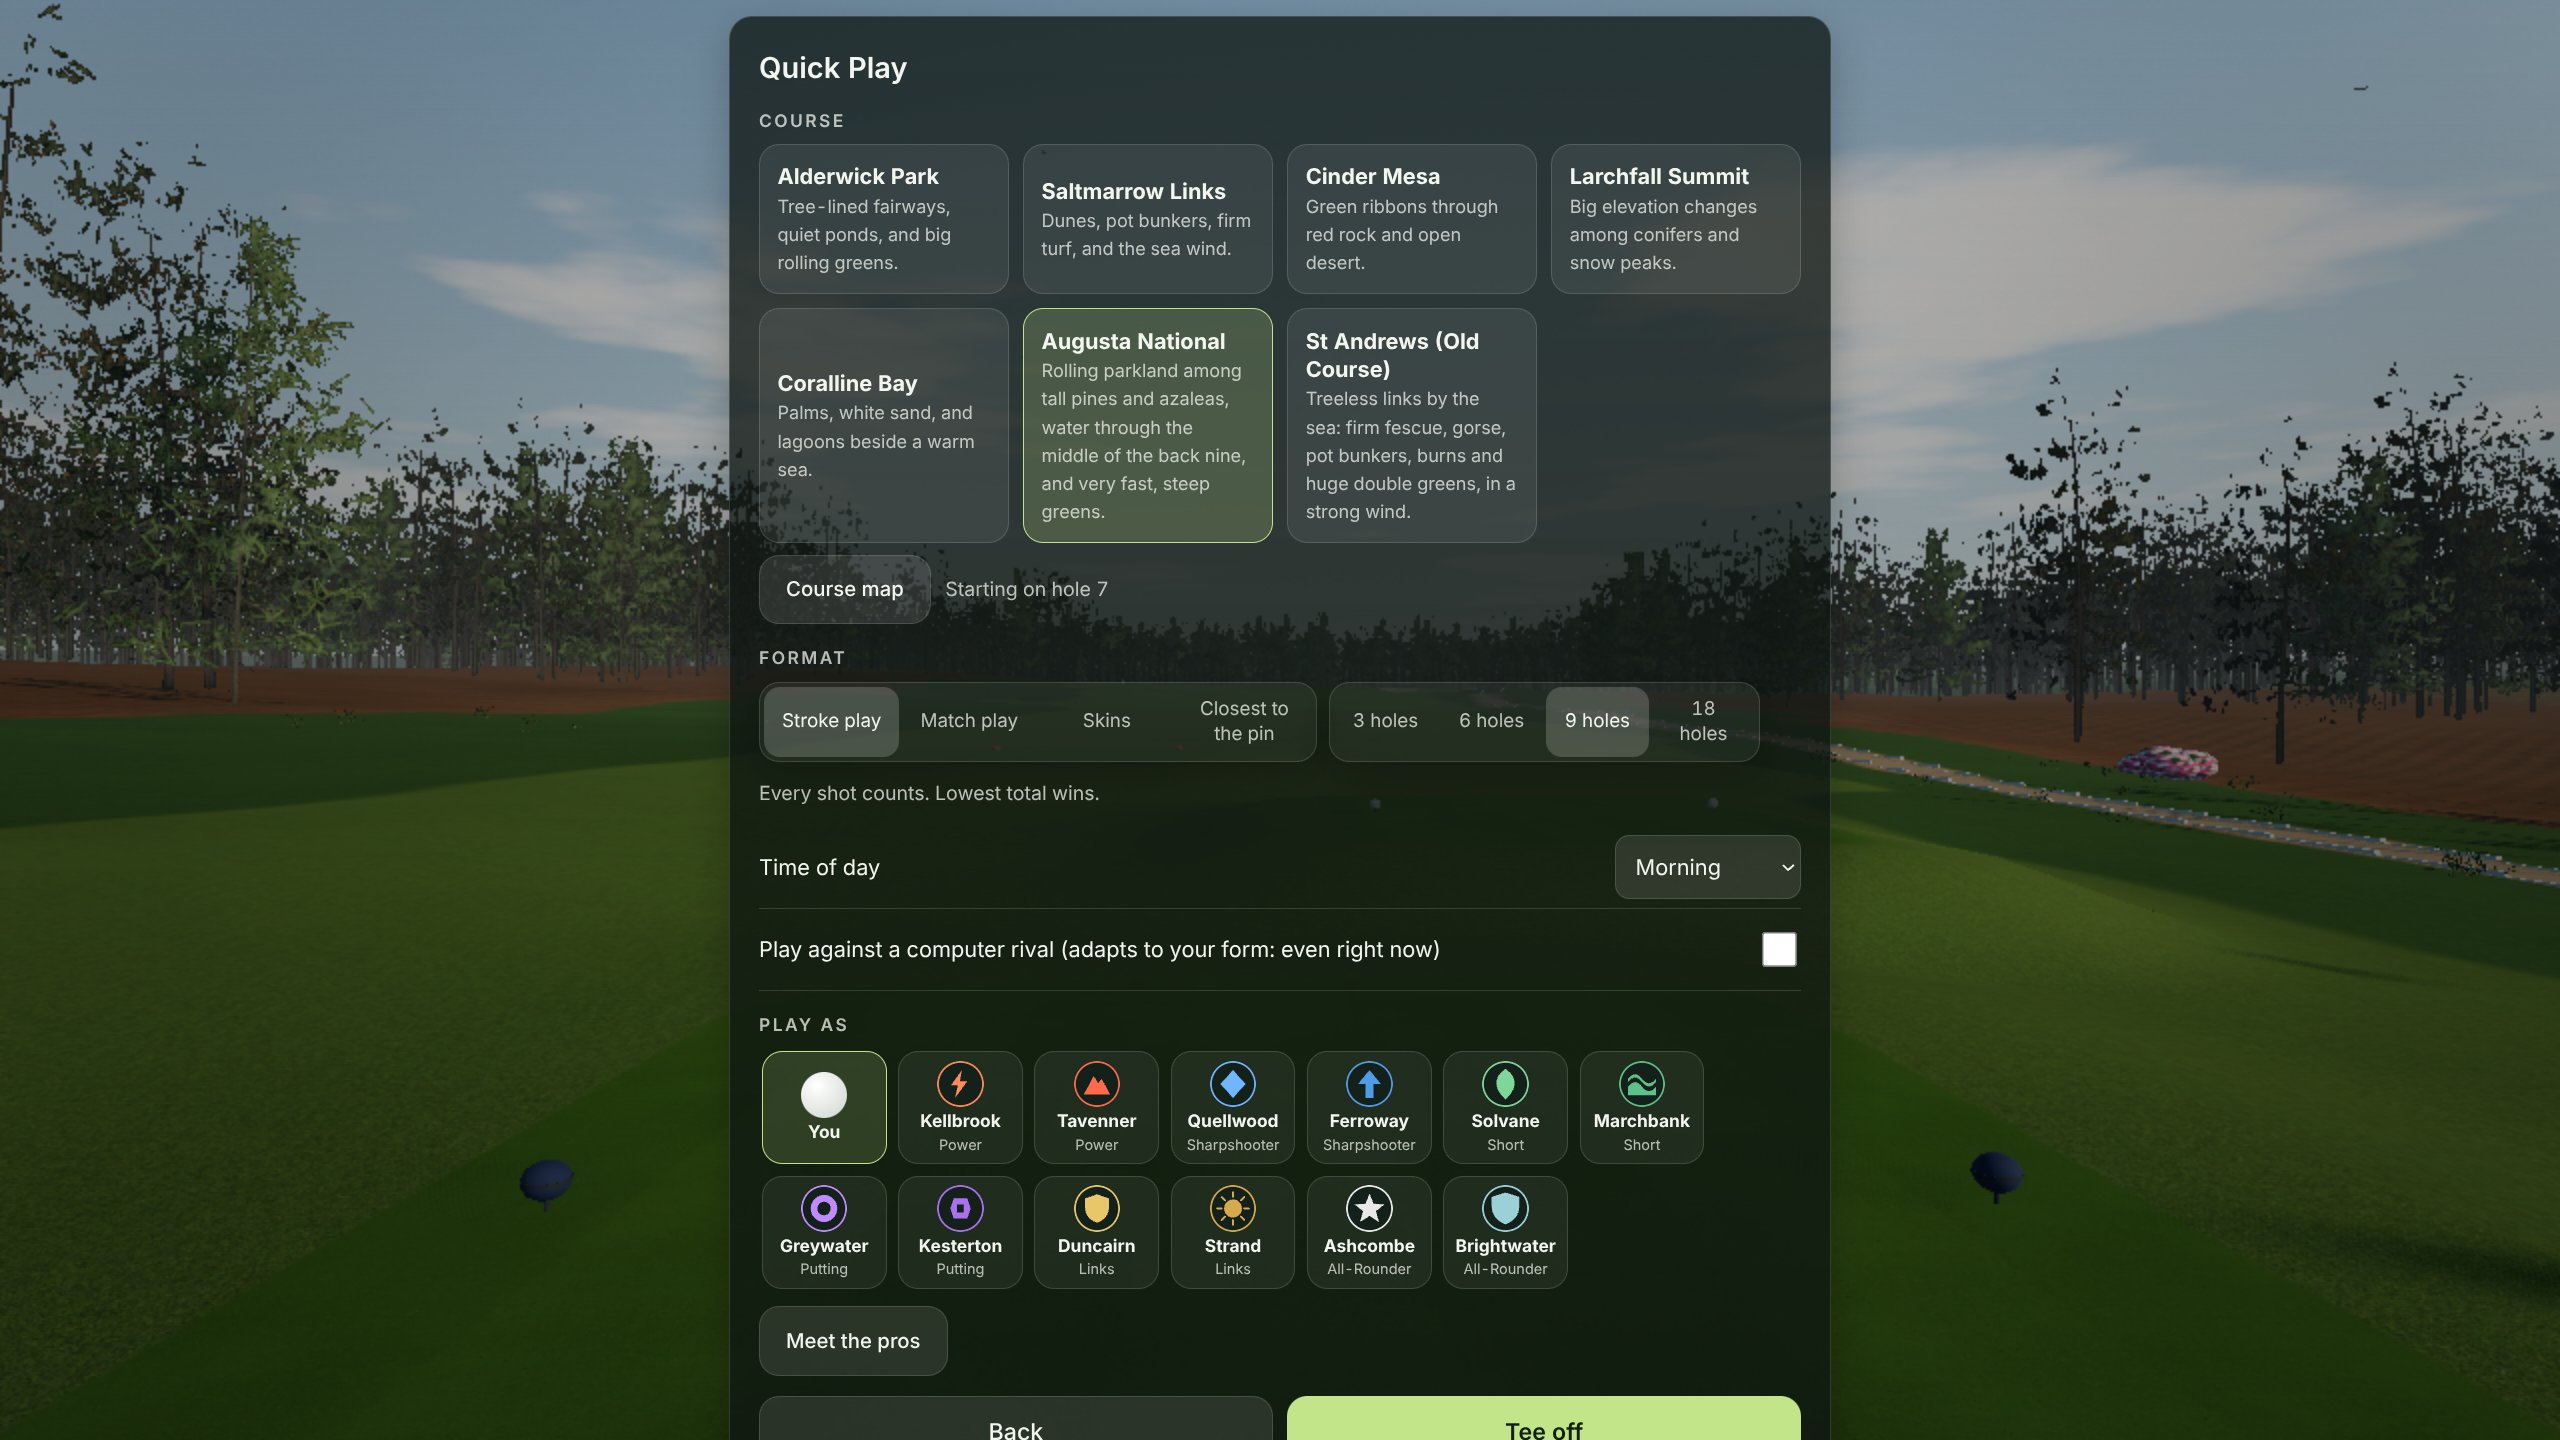 Quick Play
COURSE
Alderwick Park
Tree-lined fairways,
quiet ponds, and big
rolling greens.
Saltmarrow Links
Dunes, pot bunkers, firm
turf, and the sea wind.
Cinder Mesa
Green ribbons through
red rock and open
desert.
Larchfall Summit
Big elevation changes
among conifers and
snow peaks.
Coralline Bay
Palms, white sand, and
lagoons beside a warm
sea.
Augusta National
Rolling parkland among
tall pines and azaleas,
water through the
middle of the back nine,
and very fast, steep
greens.
St Andrews (Old
Course)
Treeless links by the
sea: firm fescue, gorse,
pot bunkers, burns and
huge double greens, in a
strong wind.
Course map
Starting on hole 7
FORMAT
Stroke play
Match play
Skins
Closest to
the pin
3 holes
6 holes
9 holes
18
holes
Every shot counts. Lowest total wins.
Time of day
Morning
Play against a computer rival (adapts to your form: even right now)
PLAY AS
You
Kellbrook
Power
Tavenner
Power
Quellwood
Sharpshooter
Ferroway
Sharpshooter
Solvane
Short
Marchbank
Short
Greywater
Putting
Kesterton
Putting
Duncairn
Links
Strand
Links
Ashcombe
All-Rounder
Brightwater
All-Rounder
Meet the pros
Back
Tee off